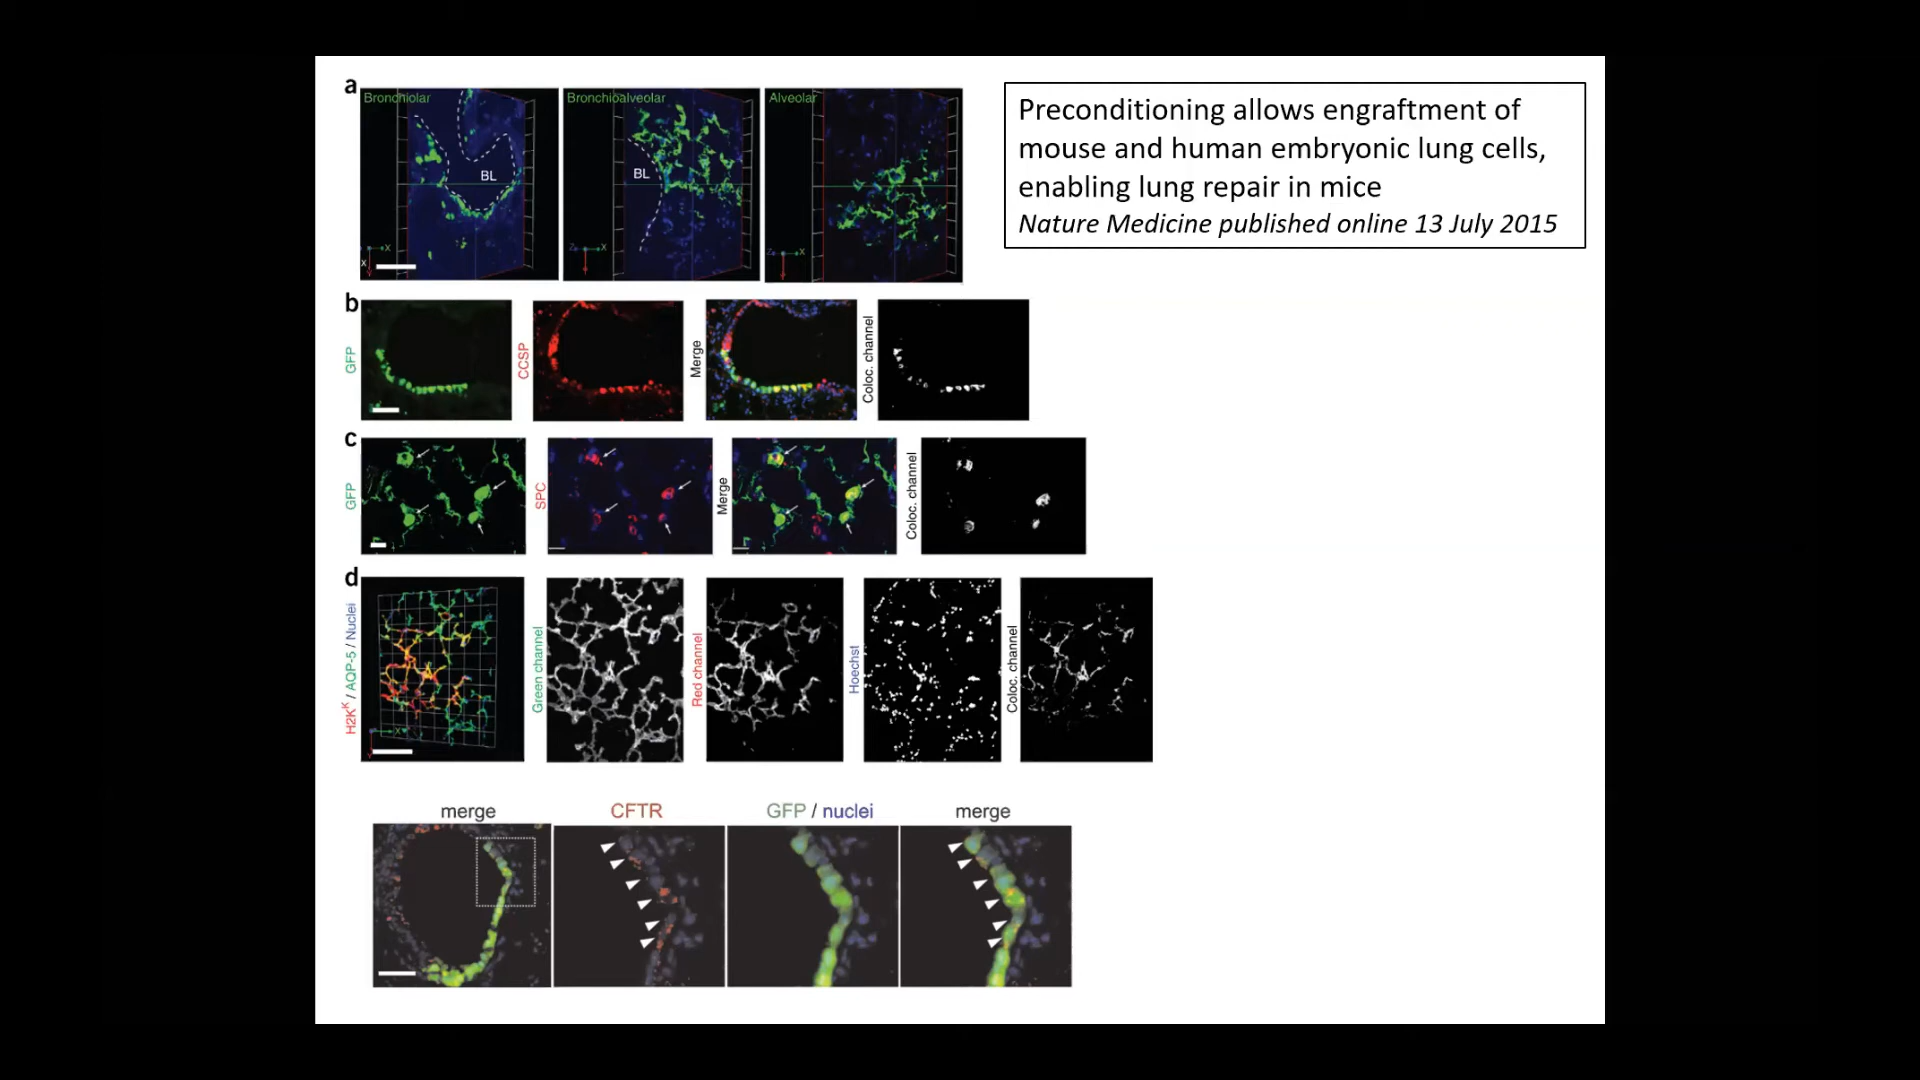 a
Bronchiolar
BL
X
X
Bronchioalveolar
BL
Z
X
Alveolar
Z
X
Preconditioning allows engraftment of
mouse and human embryonic lung cells,
enabling lung repair in mice
Nature Medicine published online 13 July 2015
b
GFP
CCSP
Merge
Coloc. channel
c
GFP
SPC
Merge
Coloc. channel
d
H2Kᴷ / AQP-5 / Nuclei
X
Green channel
Red channel
Hoechst
Coloc. channel
merge
CFTR
GFP / nuclei
merge